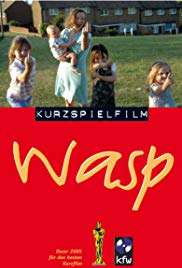 KURZSPIELFILM
Wasp
Oscar 2005
für den besten
Kurzfilm
kfw